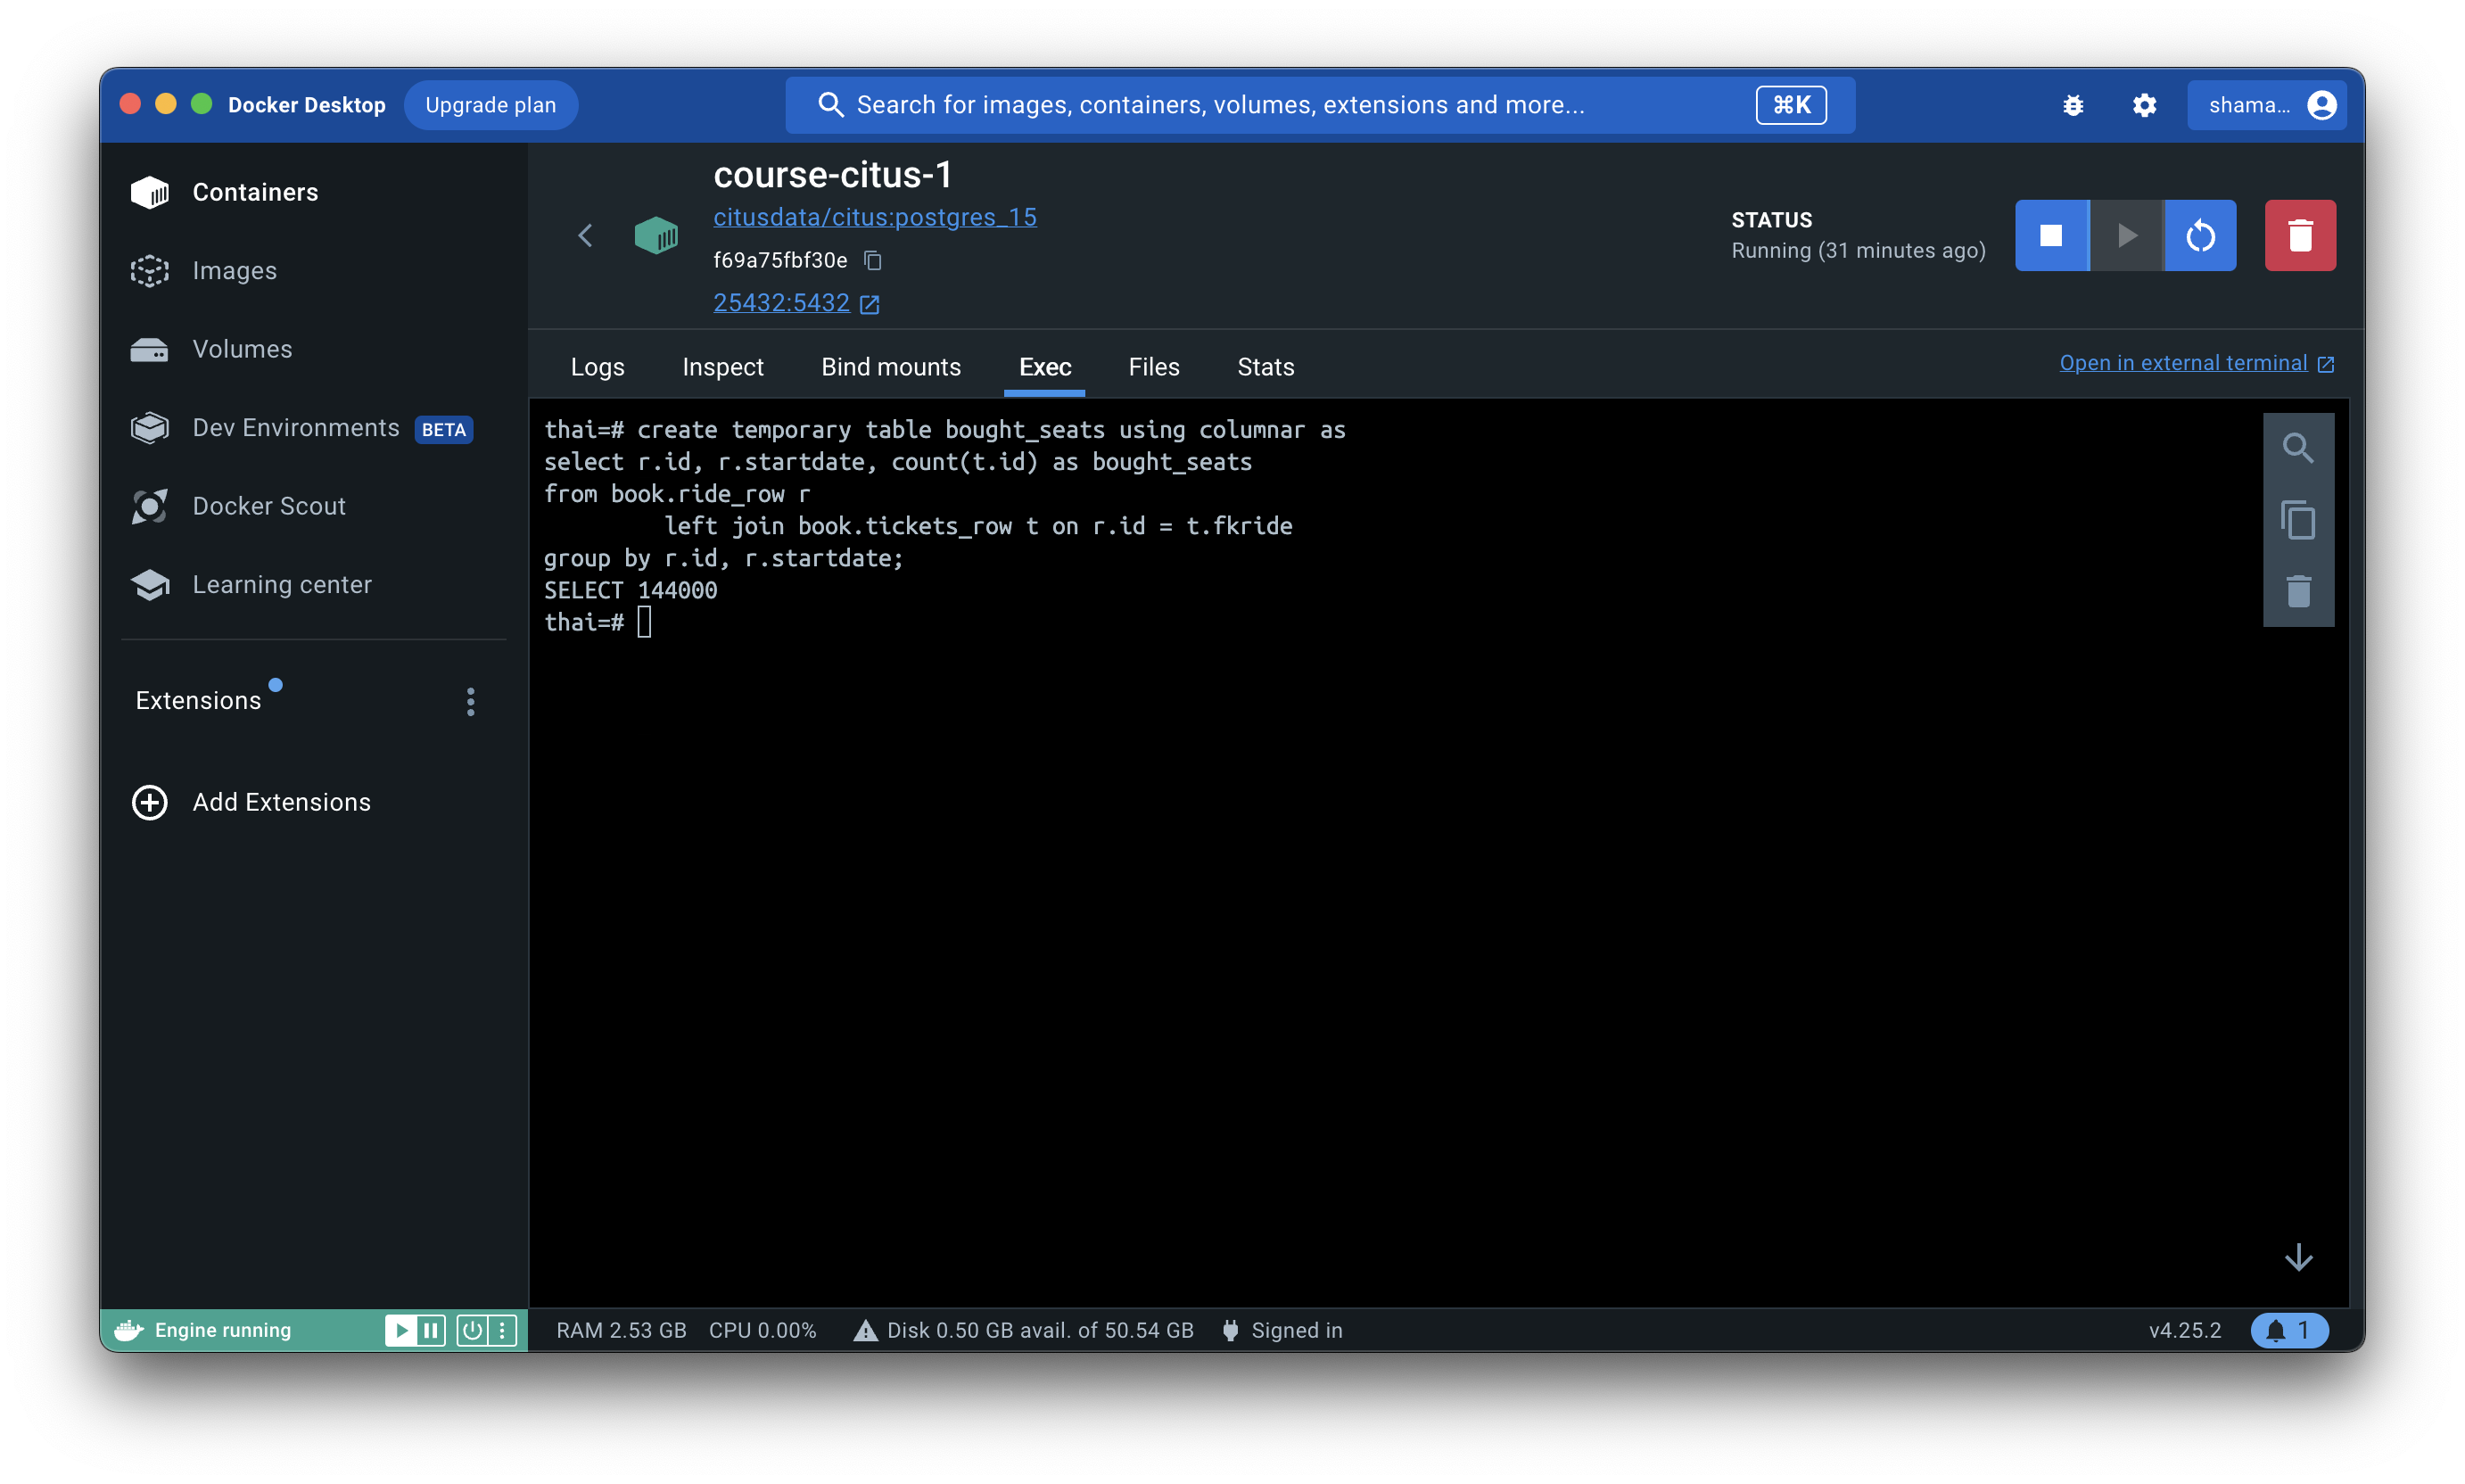 Docker Desktop Upgrade plan Search for images, containers, volumes, extensions and more... ⌘K shama...
Containers
Images
Volumes
Dev Environments BETA
Docker Scout
Learning center
Extensions
Add Extensions
course-citus-1
citusdata/citus:postgres_15
f69a75fbf30e
25432:5432
STATUS
Running (31 minutes ago)
Logs Inspect Bind mounts Exec Files Stats Open in external terminal
thai=# create temporary table bought_seats using columnar as
select r.id, r.startdate, count(t.id) as bought_seats
from book.ride_row r
         left join book.tickets_row t on r.id = t.fkride
group by r.id, r.startdate;
SELECT 144000
thai=#
Engine running RAM 2.53 GB CPU 0.00% Disk 0.50 GB avail. of 50.54 GB Signed in v4.25.2 1